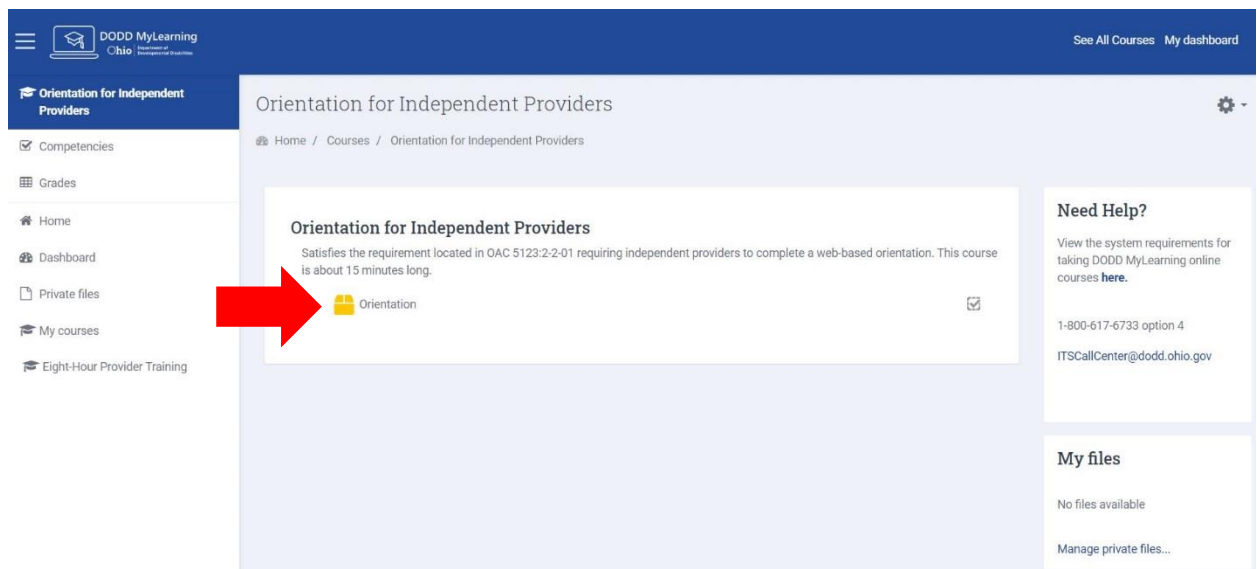 DODD MyLearning
Ohio Department of
Developmental Disabilities
See All Courses My dashboard
Orientation for Independent
Providers
Competencies
Grades
Home
Dashboard
Private files
My courses
Eight-Hour Provider Training
Orientation for Independent Providers
Home / Courses / Orientation for Independent Providers
Orientation for Independent Providers
Satisfies the requirement located in OAC 5123:2-2-01 requiring independent providers to complete a web-based orientation. This course
is about 15 minutes long.
Orientation
Need Help?
View the system requirements for
taking DODD MyLearning online
courses here.
1-800-617-6733 option 4
ITSCallCenter@dodd.ohio.gov
My files
No files available
Manage private files...